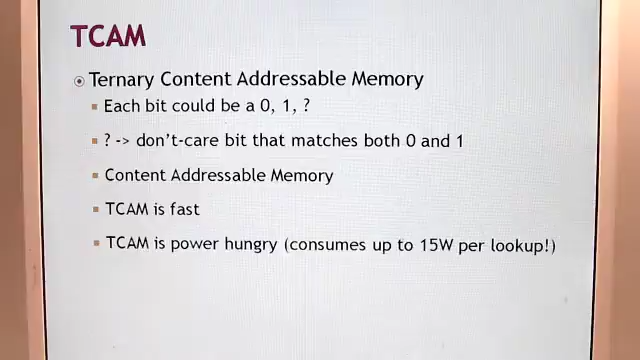 TCAM
Ternary Content Addressable Memory
Each bit could be a 0, 1, ?
? -> don't-care bit that matches both 0 and 1
Content Addressable Memory
TCAM is fast
TCAM is power hungry (consumes up to 15W per lookup!)